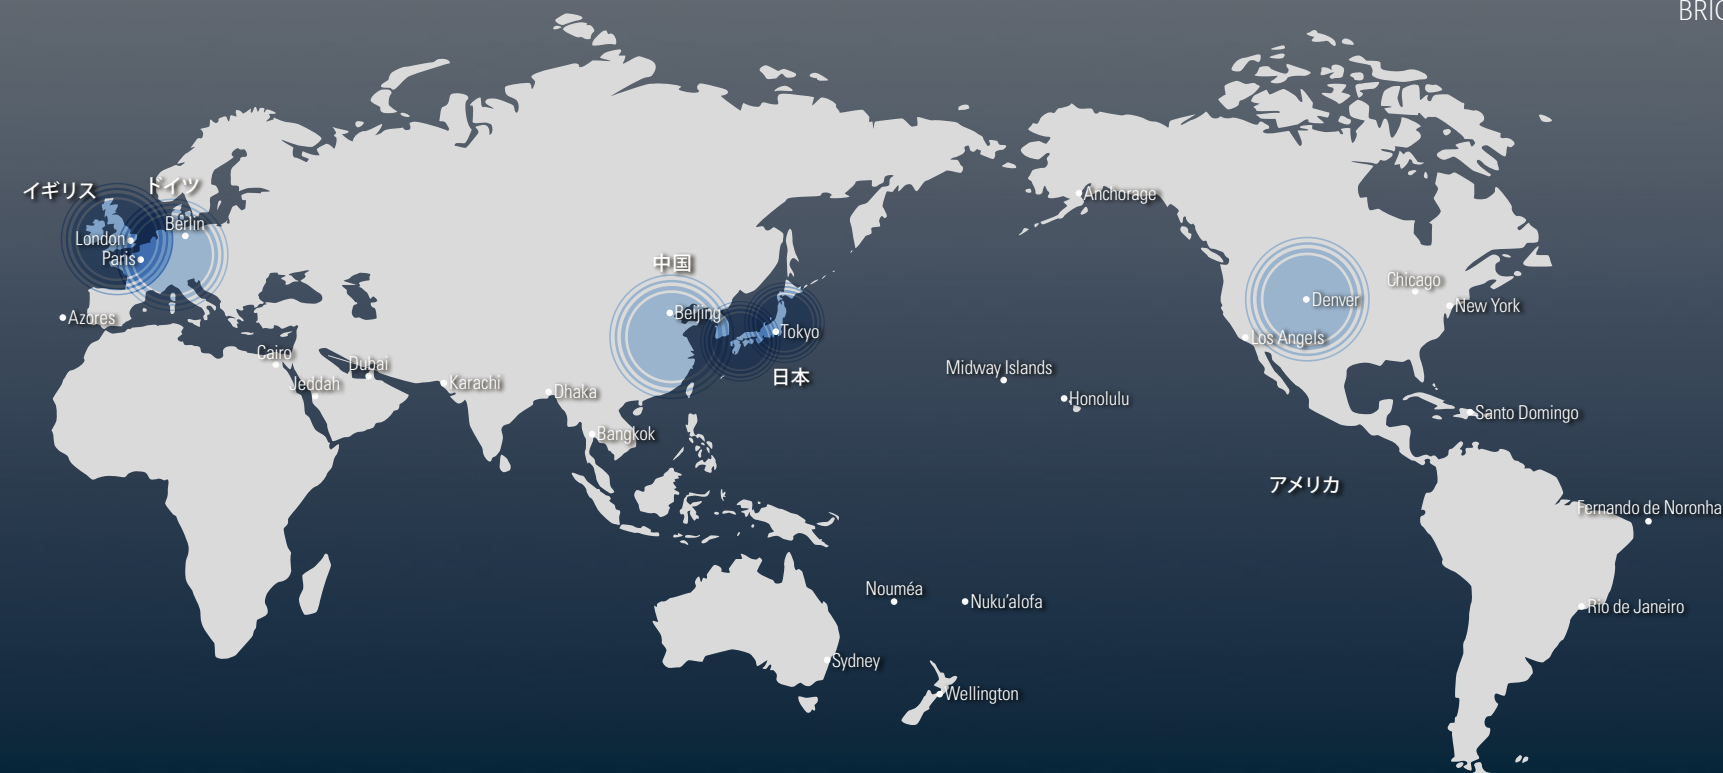 BRIG
イギリス
ドイツ
London
Berlin
Paris
Azores
Cairo
Jeddah
Dubai
Karachi
Dhaka
Bangkok
中国
Beijing
Tokyo
日本
Anchorage
Denver
Chicago
New York
Los Angels
Midway Islands
Honolulu
Santo Domingo
アメリカ
Fernando de Noronha
Nouméa
Nuku'alofa
Rio de Janeiro
Sydney
Wellington